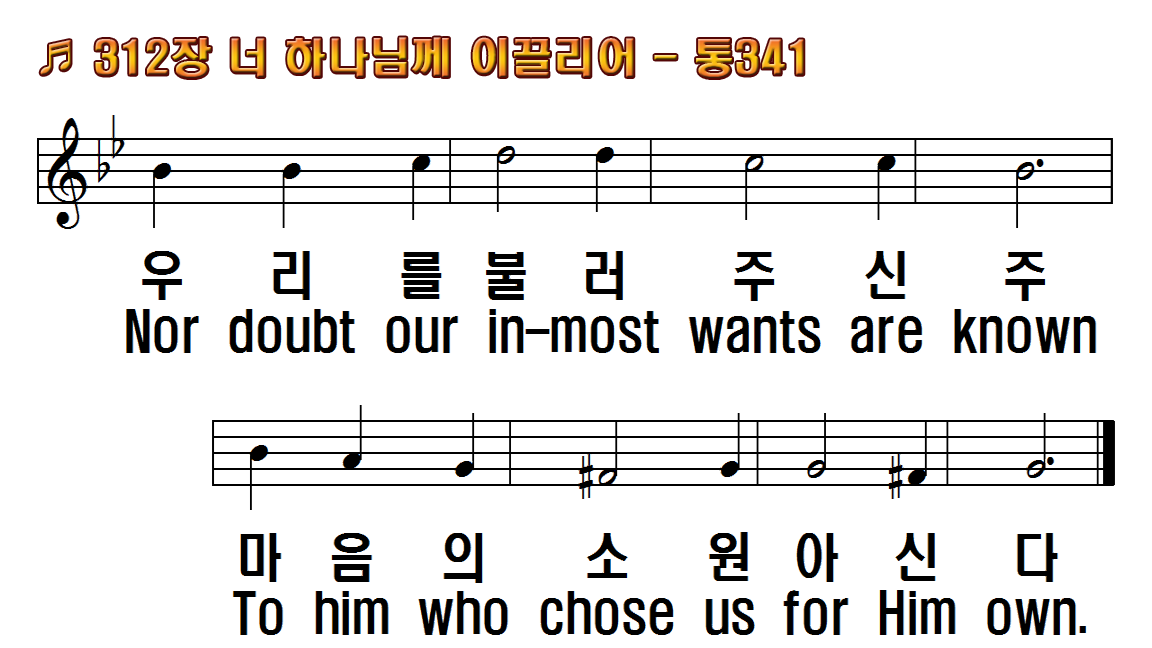 ♬ 312장 너 하나님께 이끌리어 - 통341
우 리 를 불 러 주 신 주
Nor doubt our in-most wants are known
마 음 의 소 원 아 신 다
To him who chose us for Him own.